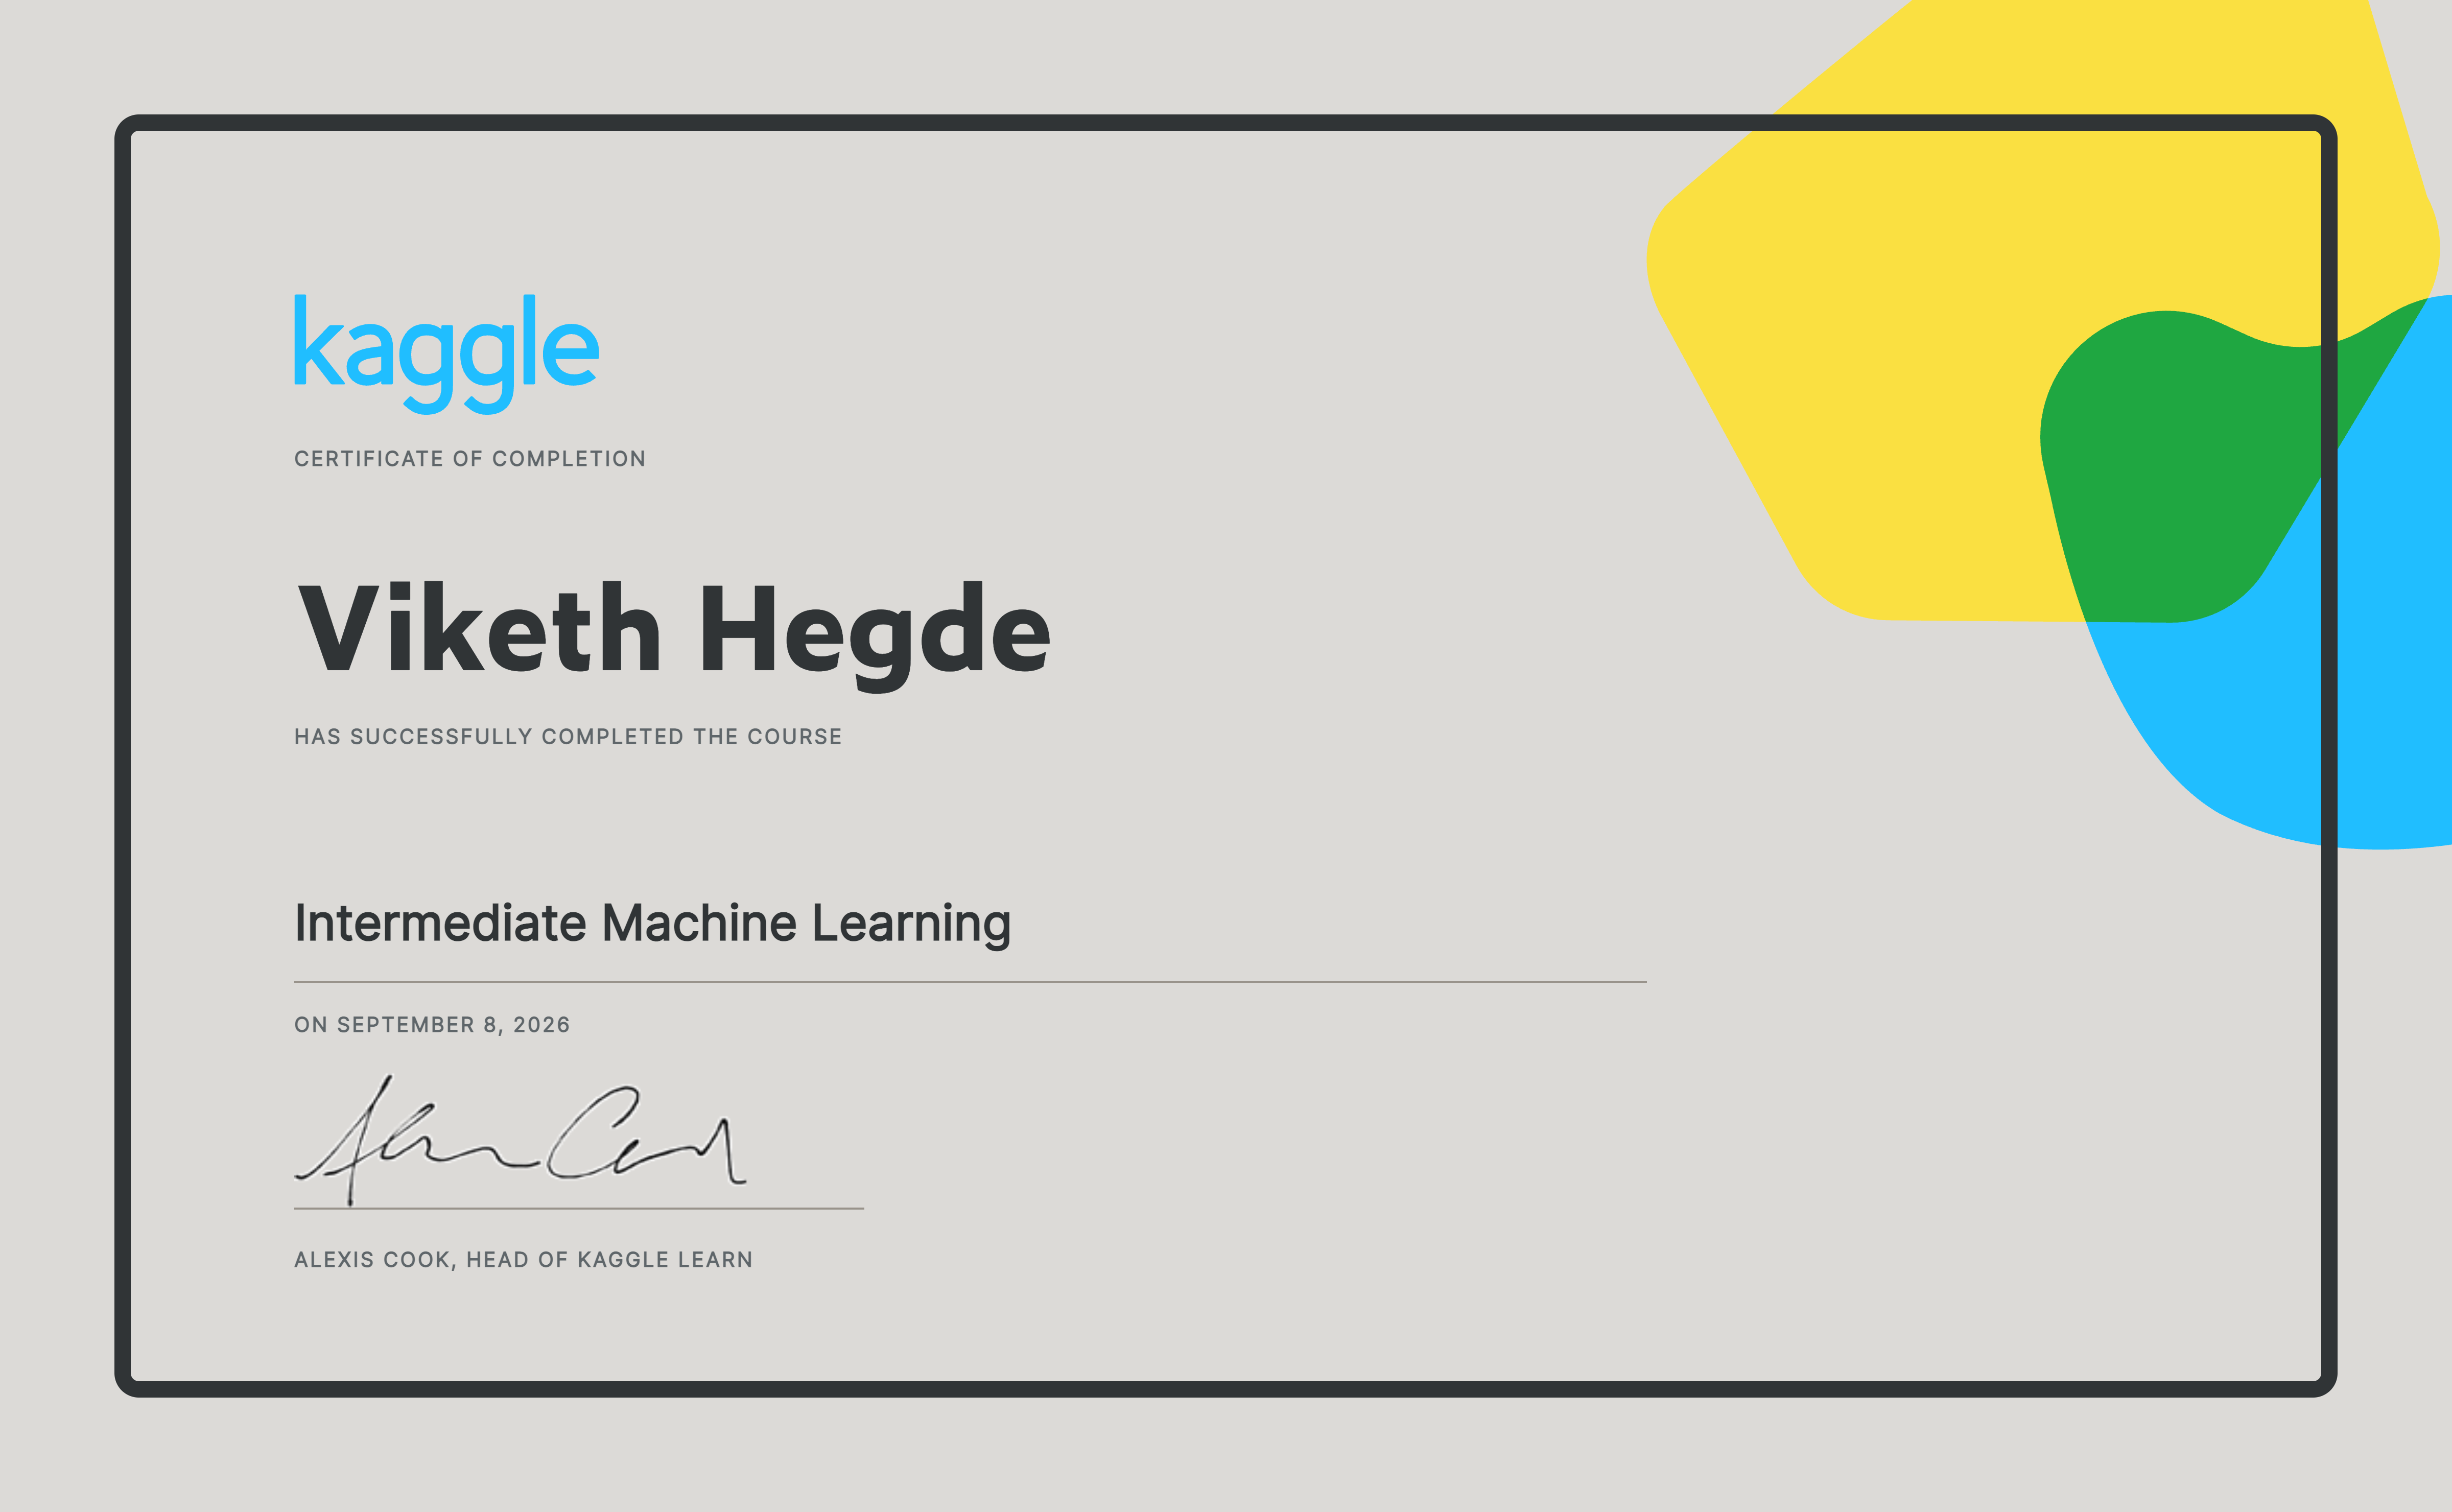 kaggle
CERTIFICATE OF COMPLETION
Viketh Hegde
HAS SUCCESSFULLY COMPLETED THE COURSE
Intermediate Machine Learning
ON SEPTEMBER 8, 2026
ALEXIS COOK, HEAD OF KAGGLE LEARN